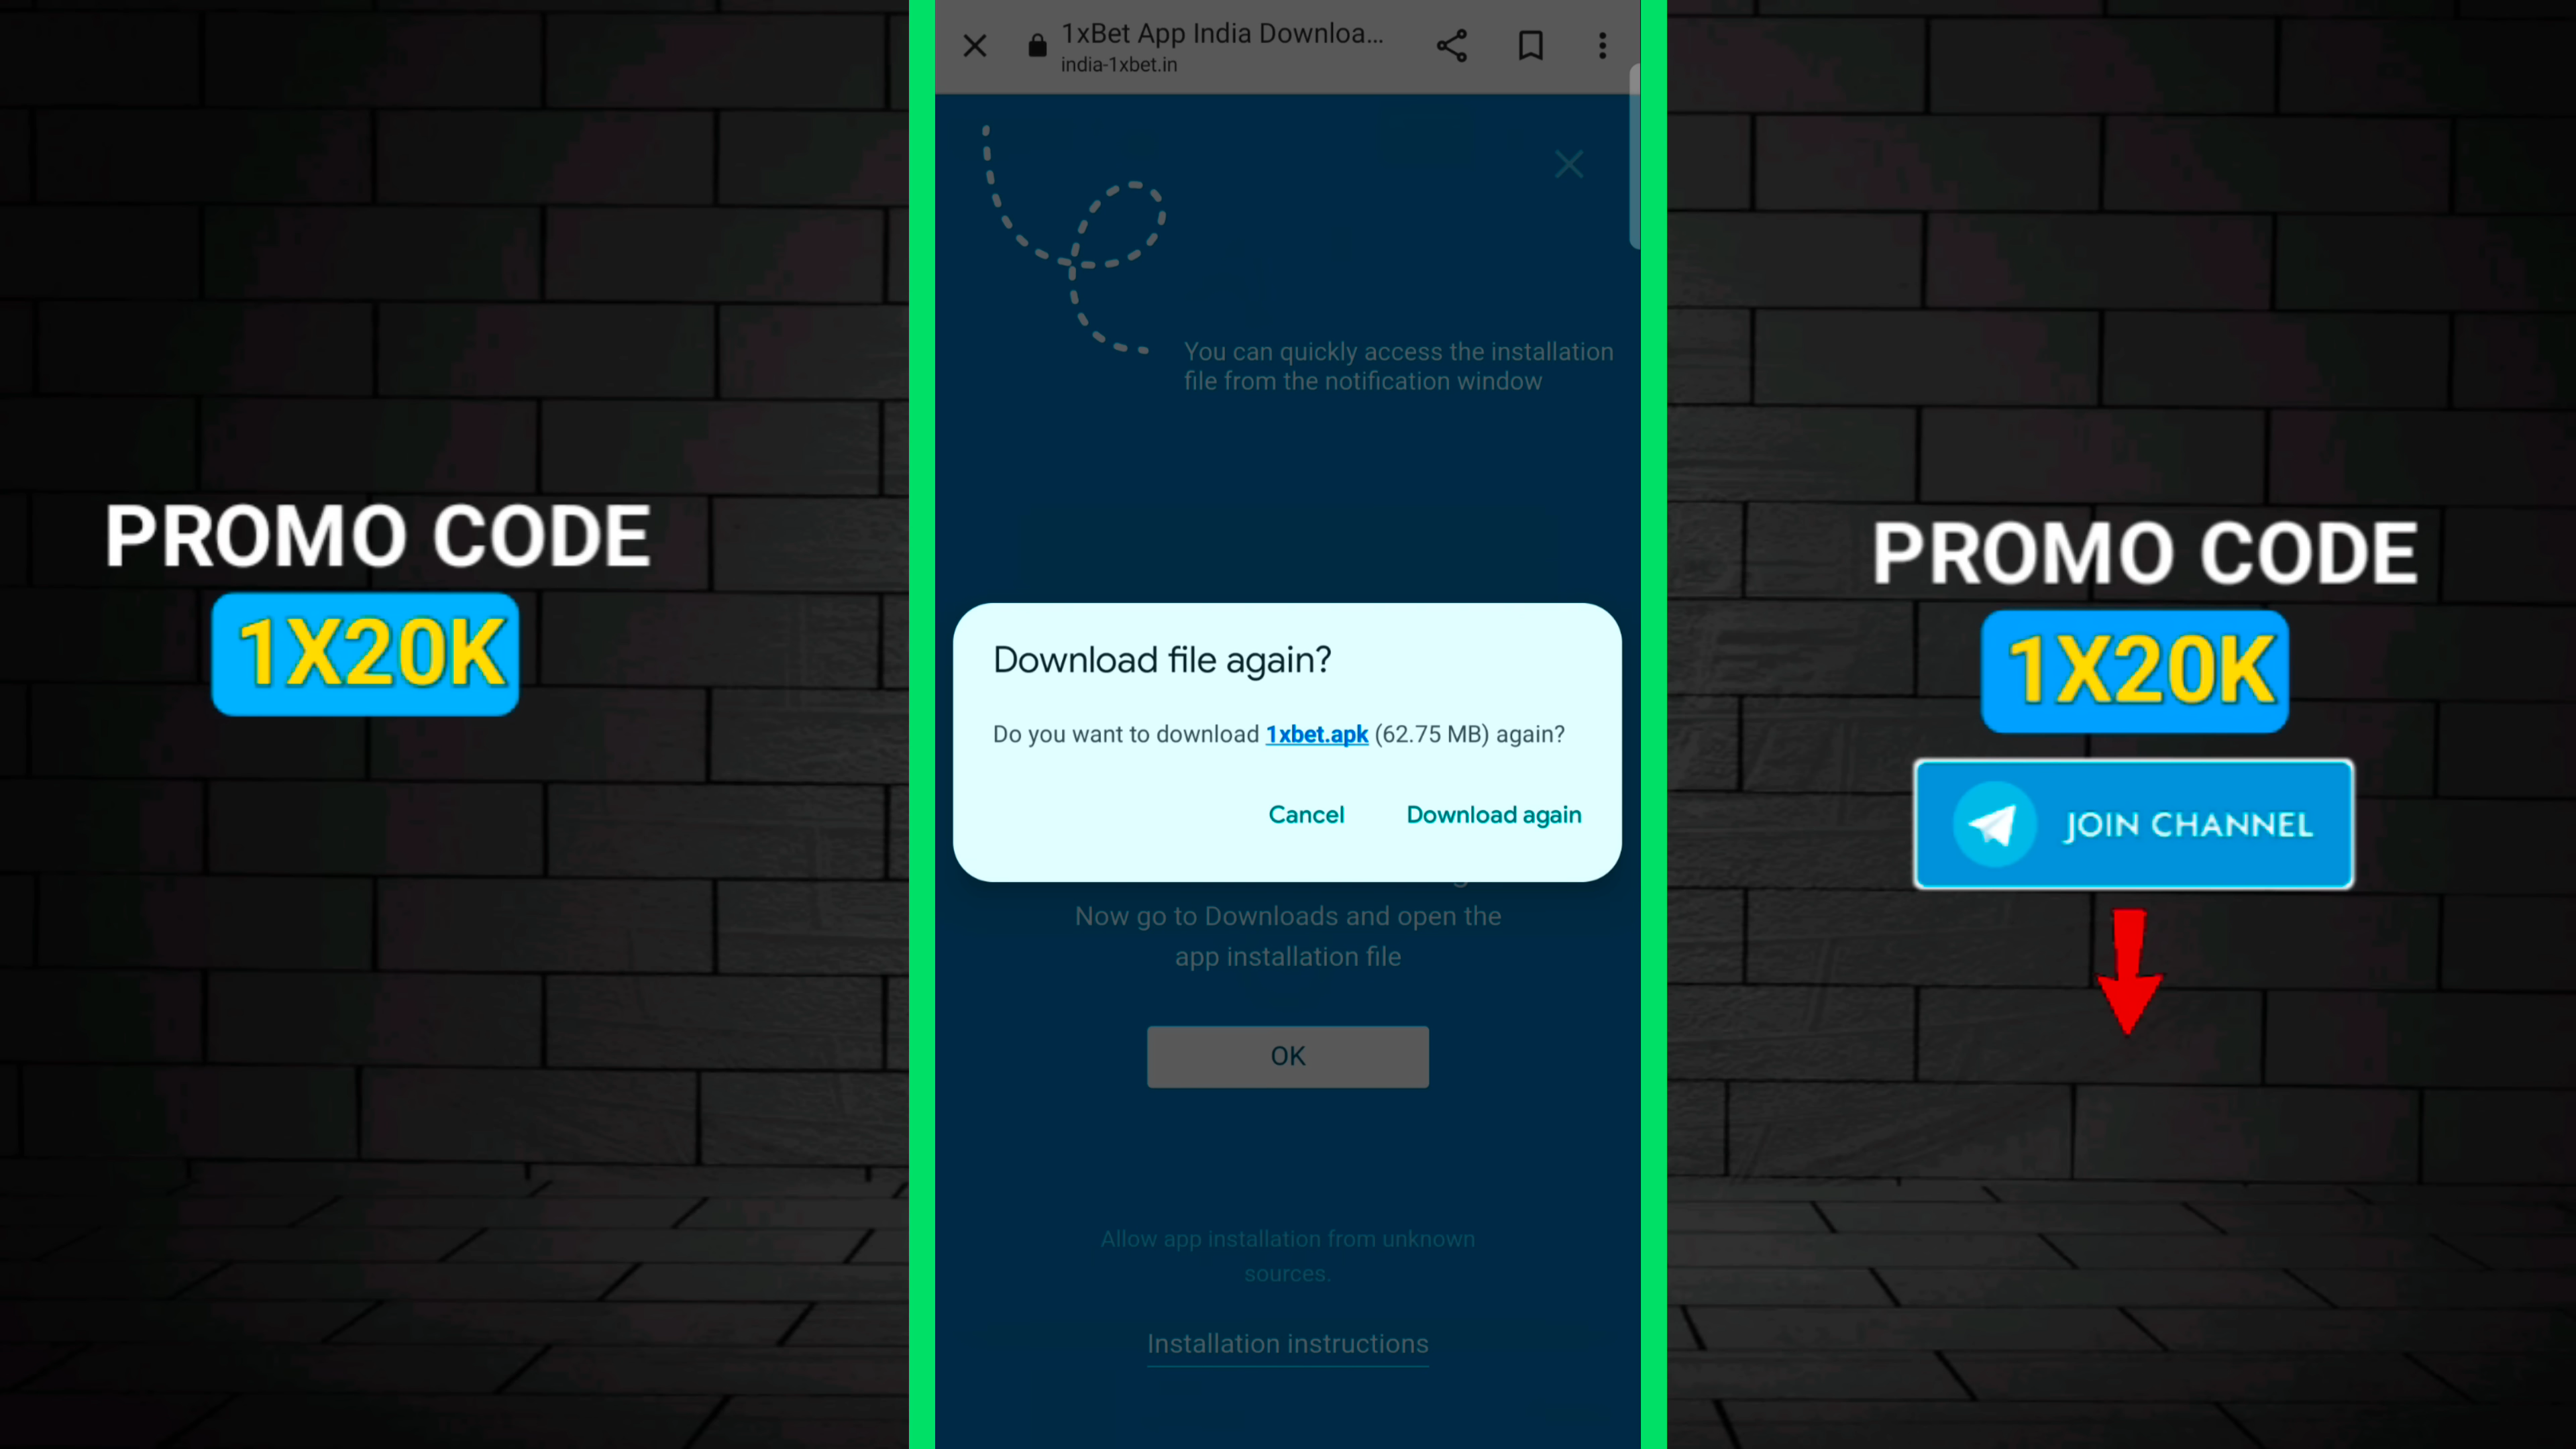 1xBet App India Downloa...
india-1xbet.in
You can quickly access the installation
file from the notification window
PROMO CODE
1X20K
Download file again?
Do you want to download 1xbet.apk (62.75 MB) again?
Cancel Download again
Now go to Downloads and open the
app installation file
OK
Allow app installation from unknown
sources.
Installation instructions
PROMO CODE
1X20K
JOIN CHANNEL